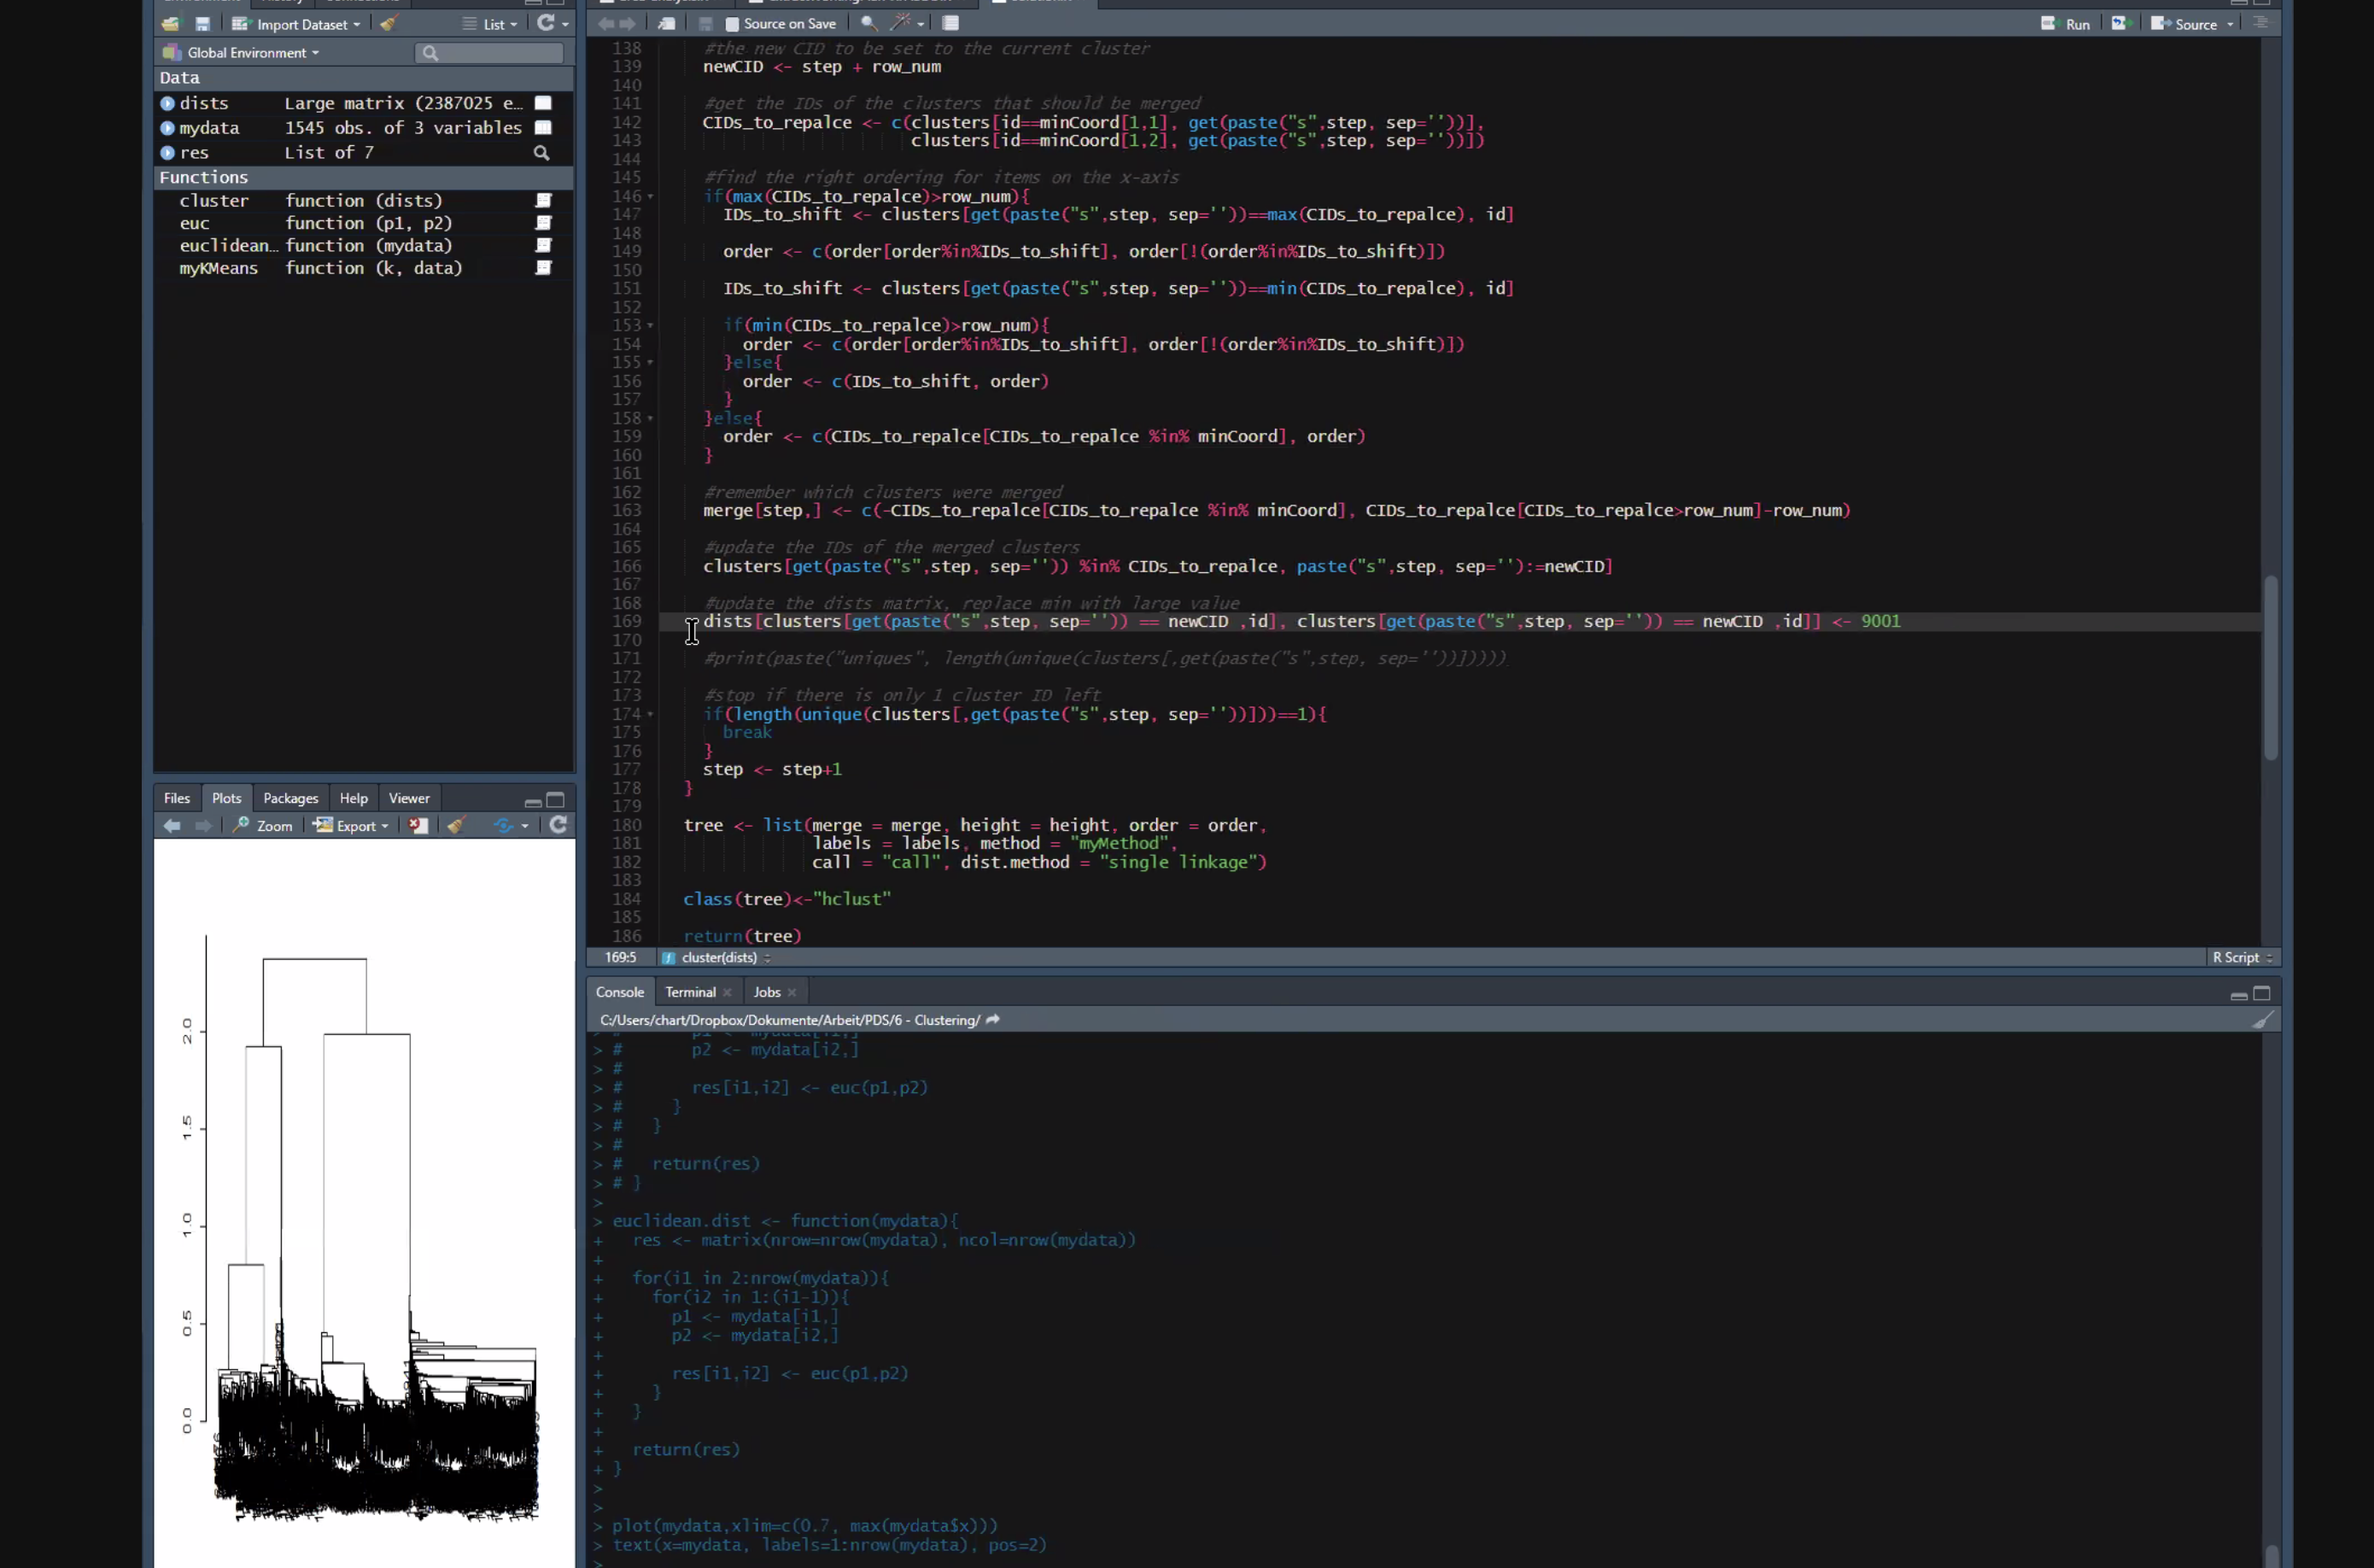 Import Dataset
List
Global Environment
Data
dists Large matrix (2387025 e…
mydata 1545 obs. of 3 variables
res List of 7
Functions
cluster function (dists)
euc function (p1, p2)
euclidean… function (mydata)
myKMeans function (k, data)
Files Plots Packages Help Viewer
Zoom Export
2.0
1.5
1.0
0.5
0.0
Source on Save
Run Source
138 #the new CID to be set to the current cluster
139 newCID <- step + row_num
140
141 #get the IDs of the clusters that should be merged
142 CIDs_to_repalce <- c(clusters[id==minCoord[1,1], get(paste("s",step, sep=''))],
143 clusters[id==minCoord[1,2], get(paste("s",step, sep=''))])
144
145 #find the right ordering for items on the x-axis
146 if(max(CIDs_to_repalce)>row_num){
147 IDs_to_shift <- clusters[get(paste("s",step, sep=''))==max(CIDs_to_repalce), id]
148
149 order <- c(order[order%in%IDs_to_shift], order[!(order%in%IDs_to_shift)])
150
151 IDs_to_shift <- clusters[get(paste("s",step, sep=''))==min(CIDs_to_repalce), id]
152
153 if(min(CIDs_to_repalce)>row_num){
154 order <- c(order[order%in%IDs_to_shift], order[!(order%in%IDs_to_shift)])
155 }else{
156 order <- c(IDs_to_shift, order)
157 }
158 }else{
159 order <- c(CIDs_to_repalce[CIDs_to_repalce %in% minCoord], order)
160 }
161
162 #remember which clusters were merged
163 merge[step,] <- c(-CIDs_to_repalce[CIDs_to_repalce %in% minCoord], CIDs_to_repalce[CIDs_to_repalce>row_num]-row_num)
164
165 #update the IDs of the merged clusters
166 clusters[get(paste("s",step, sep='')) %in% CIDs_to_repalce, paste("s",step, sep=''):=newCID]
167
168 #update the dists matrix, replace min with large value
169 dists[clusters[get(paste("s",step, sep='')) == newCID ,id], clusters[get(paste("s",step, sep='')) == newCID ,id]] <- 9001
170
171 #print(paste("uniques", length(unique(clusters[,get(paste("s",step, sep=''))]))))
172
173 #stop if there is only 1 cluster ID left
174 if(length(unique(clusters[,get(paste("s",step, sep=''))]))==1){
175 break
176 }
177 step <- step+1
178 }
179
180 tree <- list(merge = merge, height = height, order = order,
181 labels = labels, method = "myMethod",
182 call = "call", dist.method = "single linkage")
183
184 class(tree)<-"hclust"
185
186 return(tree)
169:5 cluster(dists) R Script
Console Terminal Jobs
C:/Users/chart/Dropbox/Dokumente/Arbeit/PDS/6 - Clustering/
> # p1 <- mydata[i1,]
> # p2 <- mydata[i2,]
> #
> # res[i1,i2] <- euc(p1,p2)
> # }
> # }
> #
> # return(res)
> # }
>
> euclidean.dist <- function(mydata){
+ res <- matrix(nrow=nrow(mydata), ncol=nrow(mydata))
+
+ for(i1 in 2:nrow(mydata)){
+ for(i2 in 1:(i1-1)){
+ p1 <- mydata[i1,]
+ p2 <- mydata[i2,]
+
+ res[i1,i2] <- euc(p1,p2)
+ }
+ }
+
+ return(res)
+ }
>
>
> plot(mydata,xlim=c(0.7, max(mydata$x)))
> text(x=mydata, labels=1:nrow(mydata), pos=2)
>